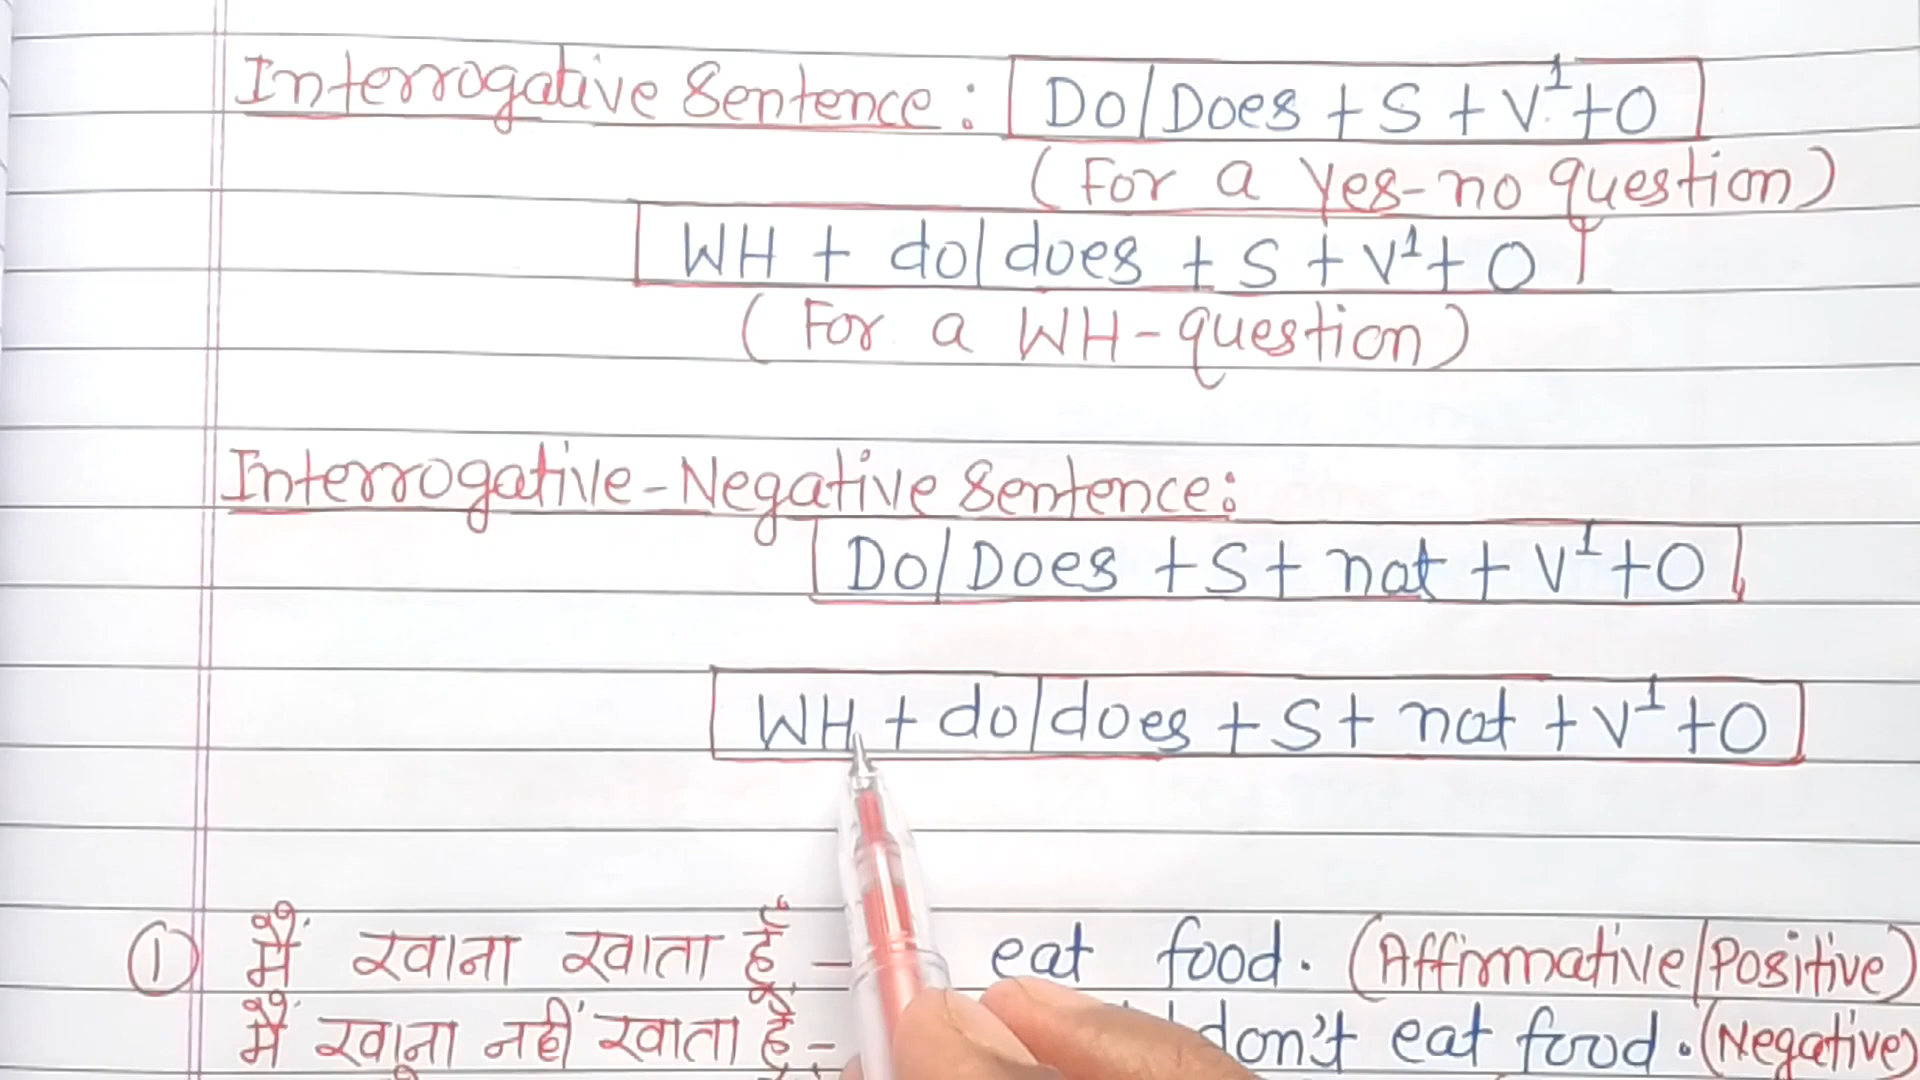 Interrogative Sentence: Do/Does + S + V¹ + O
(For a Yes-no question)
WH + do/does + S + V¹ + O
(For a WH-question)
Interrogative-Negative Sentence:
Do/Does + S + not + V¹ + O
WH + do/does + S + not + V¹ + O
① मैं खाना खाता हूँ - eat food. (Affirmative/Positive)
मैं खाना नहीं खाता हूँ - don't eat food. (Negative)